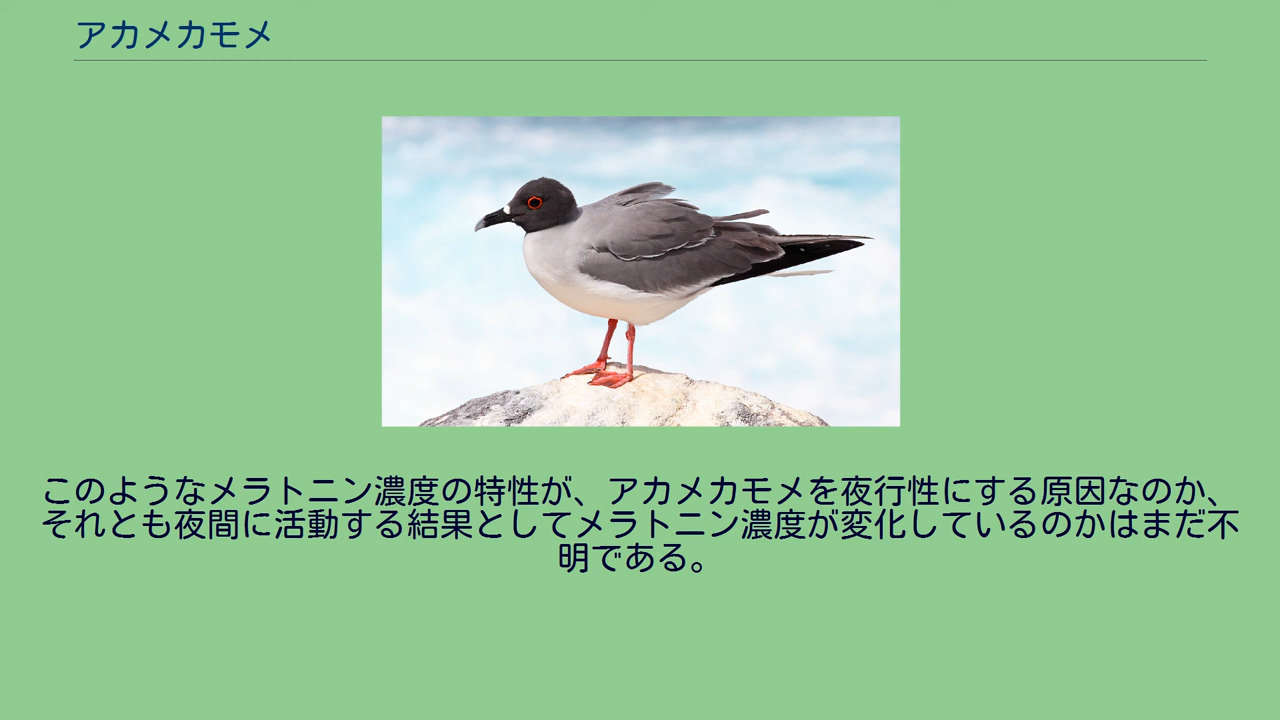 アカメカモメ
このようなメラトニン濃度の特性が、アカメカモメを夜行性にする原因なのか、
それとも夜間に活動する結果としてメラトニン濃度が変化しているのかはまだ不
明である。